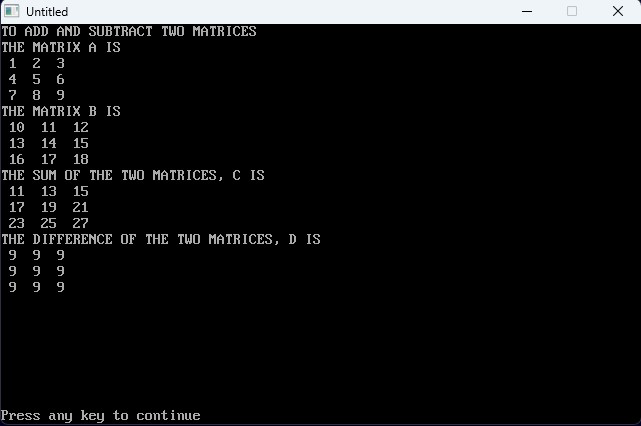 Untitled
TO ADD AND SUBTRACT TWO MATRICES
THE MATRIX A IS
1 2 3
4 5 6
7 8 9
THE MATRIX B IS
10 11 12
13 14 15
16 17 18
THE SUM OF THE TWO MATRICES, C IS
11 13 15
17 19 21
23 25 27
THE DIFFERENCE OF THE TWO MATRICES, D IS
9 9 9
9 9 9
9 9 9
Press any key to continue